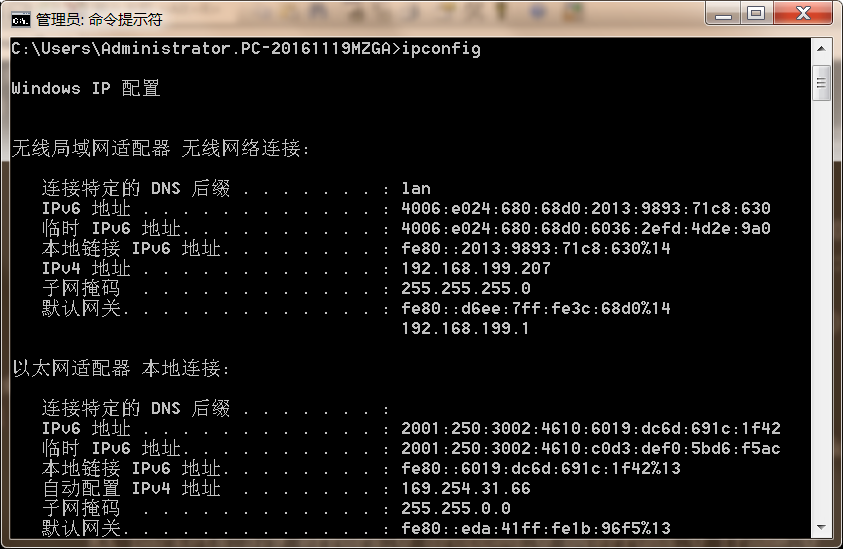 管理员: 命令提示符
C:\Users\Administrator.PC-20161119MZGA>ipconfig
Windows IP 配置
无线局域网适配器 无线网络连接:
连接特定的 DNS 后缀 . . . . . . . : lan
IPv6 地址 . . . . . . . . . . . . : 4006:e024:680:68d0:2013:9893:71c8:630
临时 IPv6 地址. . . . . . . . . . : 4006:e024:680:68d0:6036:2efd:4d2e:9a0
本地链接 IPv6 地址. . . . . . . . : fe80::2013:9893:71c8:630%14
IPv4 地址 . . . . . . . . . . . . : 192.168.199.207
子网掩码 . . . . . . . . . . . . : 255.255.255.0
默认网关. . . . . . . . . . . . . : fe80::d6ee:7ff:fe3c:68d0%14
192.168.199.1
以太网适配器 本地连接:
连接特定的 DNS 后缀 . . . . . . . :
IPv6 地址 . . . . . . . . . . . . : 2001:250:3002:4610:6019:dc6d:691c:1f42
临时 IPv6 地址. . . . . . . . . . : 2001:250:3002:4610:c0d3:def0:5bd6:f5ac
本地链接 IPv6 地址. . . . . . . . : fe80::6019:dc6d:691c:1f42%13
自动配置 IPv4 地址 . . . . . . . : 169.254.31.66
子网掩码 . . . . . . . . . . . . : 255.255.0.0
默认网关. . . . . . . . . . . . . : fe80::eda:41ff:fe1b:96f5%13